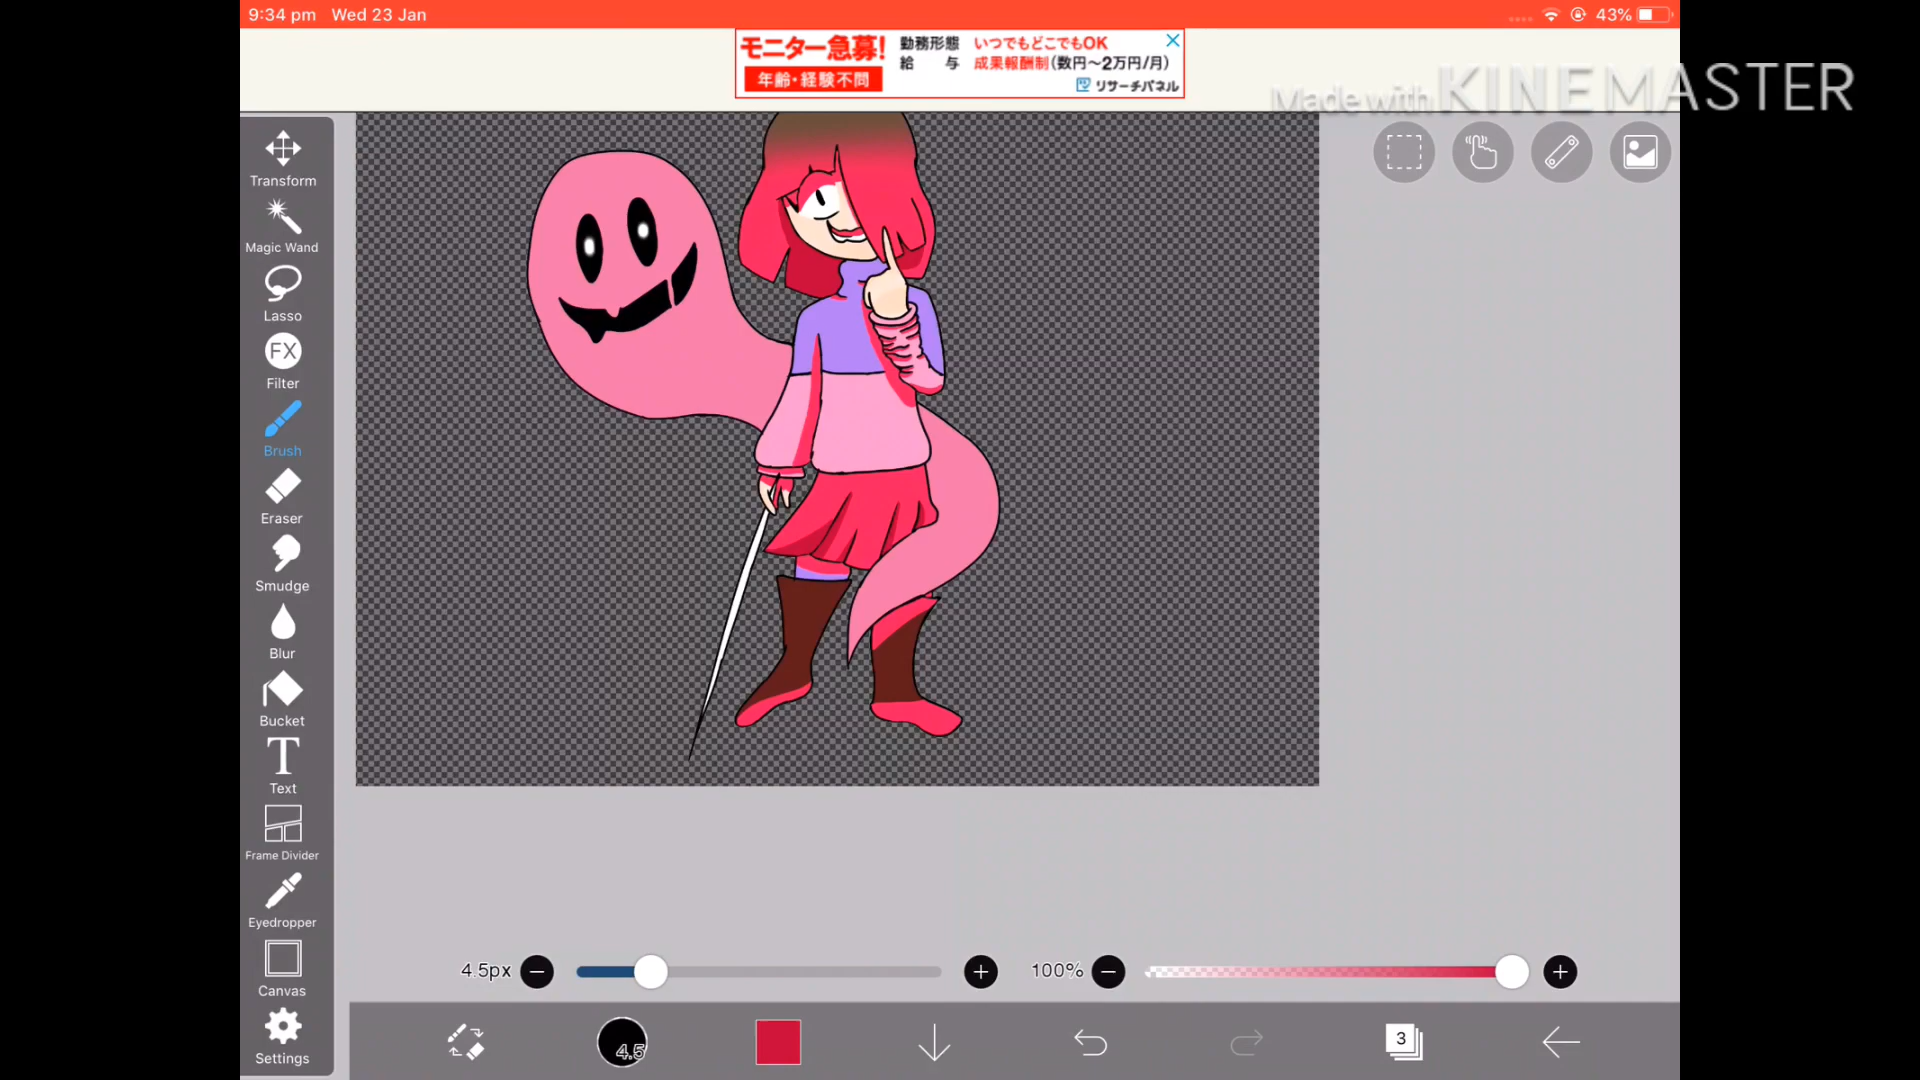 9:34 pm Wed 23 Jan
43%
モニター急募!
年齢・経験不問
勤務形態 いつでもどこでもOK
給 与 成果報酬制(数円〜2万円/月)
リサーチパネル
Made with KINEMASTER
Transform
Magic Wand
Lasso
FX
Filter
Brush
Eraser
Smudge
Blur
Bucket
T
Text
Frame Divider
Eyedropper
Canvas
Settings
4.5px
100%
4.5
3